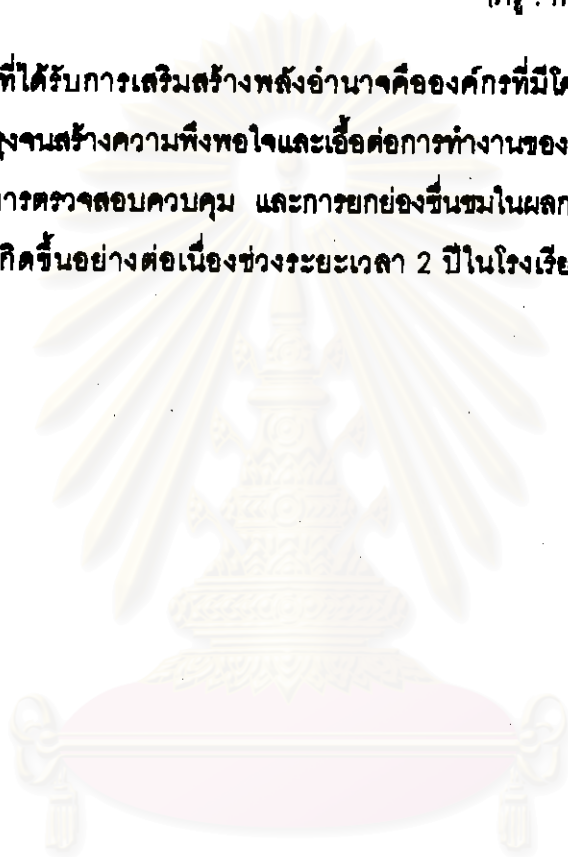 ที่ได้รับการเสริมสร้างพลังอำนาจคือองค์กรที่มีโค
งจนสร้างความพึงพอใจและเอื้อต่อการทำงานของ
การตรวจสอบควบคุม และการยกย่องชื่นชมในผลก
กิดขึ้นอย่างต่อเนื่องช่วงระยะเวลา 2 ปีในโรงเรีย